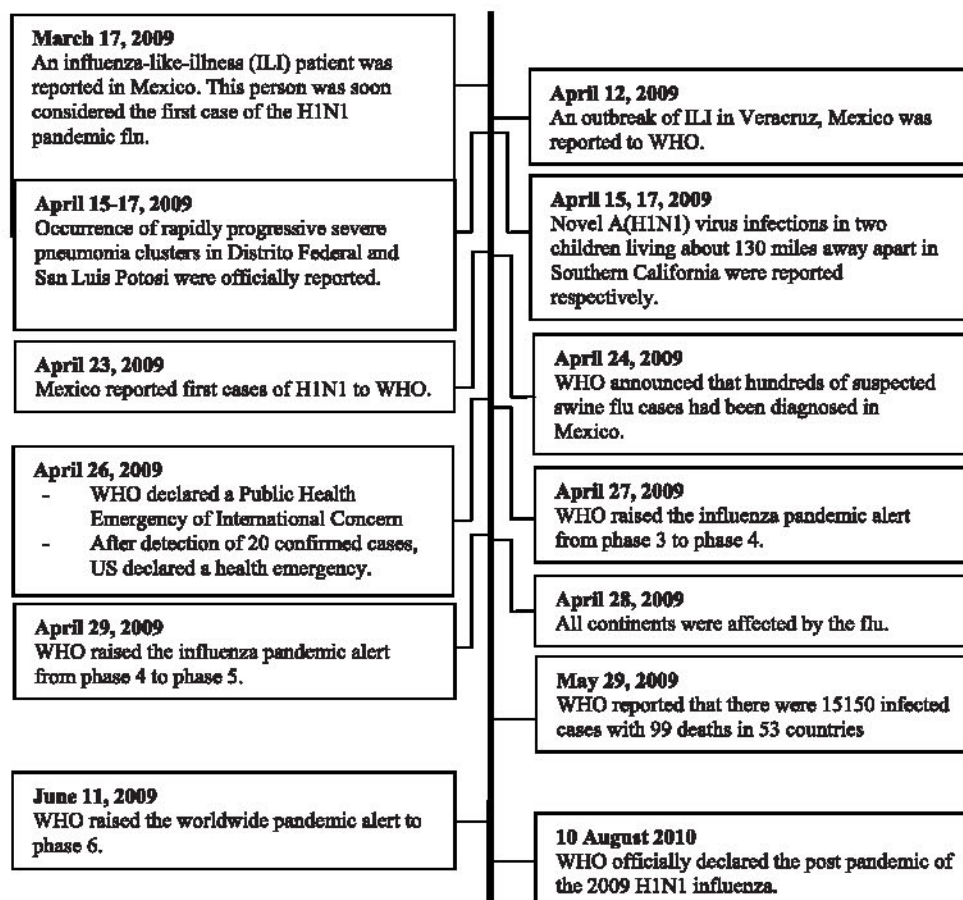 March 17, 2009
An influenza-like-illness (ILI) patient was
reported in Mexico. This person was soon
considered the first case of the H1N1
pandemic flu.
April 12, 2009
An outbreak of ILI in Veracruz, Mexico was
reported to WHO.
April 15-17, 2009
Occurrence of rapidly progressive severe
pneumonia clusters in Distrito Federal and
San Luis Potosi were officially reported.
April 15, 17, 2009
Novel A(H1N1) virus infections in two
children living about 130 miles away apart in
Southern California were reported
respectively.
April 23, 2009
Mexico reported first cases of H1N1 to WHO.
April 24, 2009
WHO announced that hundreds of suspected
swine flu cases had been diagnosed in
Mexico.
April 26, 2009
- WHO declared a Public Health
Emergency of International Concern
- After detection of 20 confirmed cases,
US declared a health emergency.
April 27, 2009
WHO raised the influenza pandemic alert
from phase 3 to phase 4.
April 28, 2009
All continents were affected by the flu.
April 29, 2009
WHO raised the influenza pandemic alert
from phase 4 to phase 5.
May 29, 2009
WHO reported that there were 15150 infected
cases with 99 deaths in 53 countries
June 11, 2009
WHO raised the worldwide pandemic alert to
phase 6.
10 August 2010
WHO officially declared the post pandemic of
the 2009 H1N1 influenza.